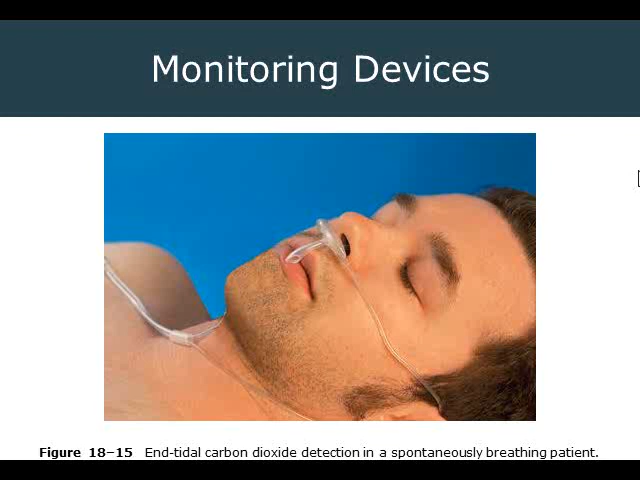 Monitoring Devices
Figure 18–15 End-tidal carbon dioxide detection in a spontaneously breathing patient.